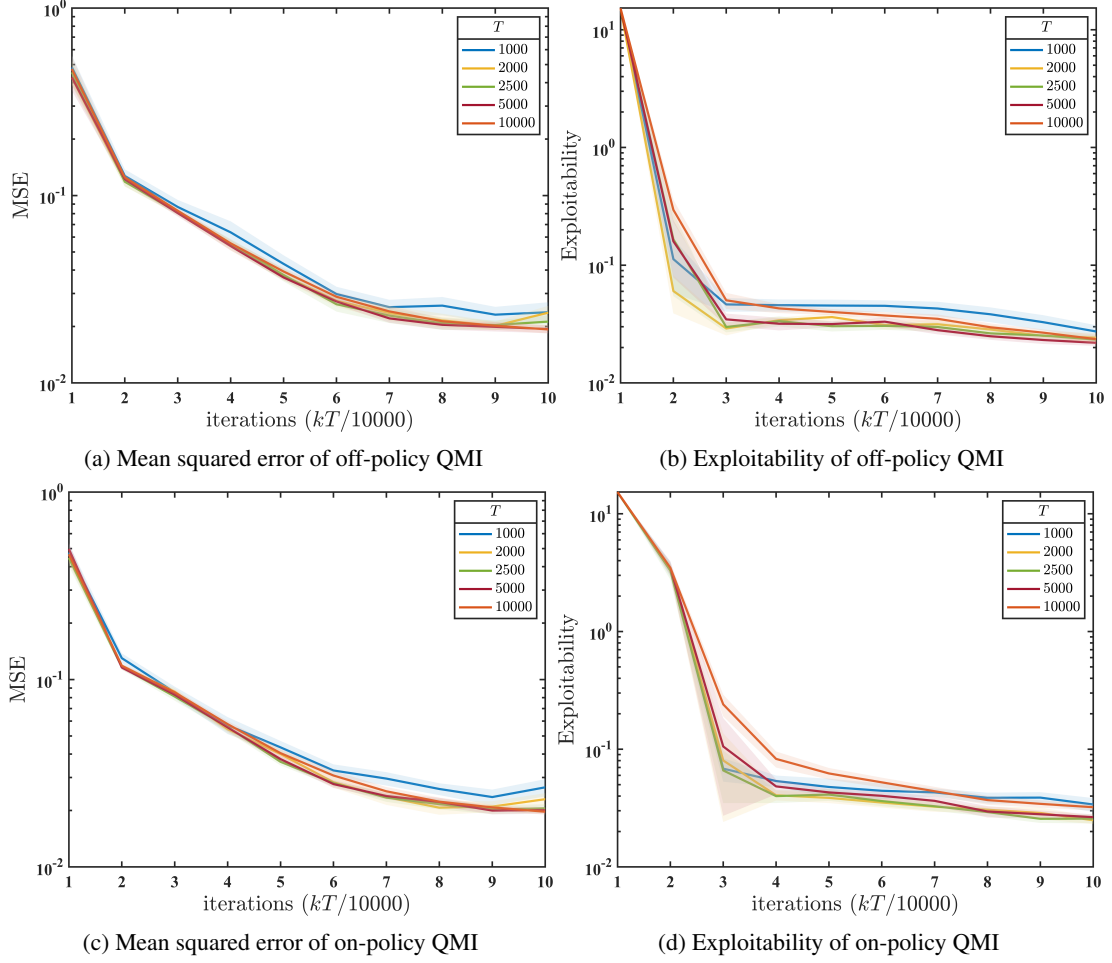 10^0
10^{-1}
10^{-2}
MSE
T
1000
2000
2500
5000
10000
1 2 3 4 5 6 7 8 9 10
iterations (kT/10000)
(a) Mean squared error of off-policy QMI
10^1
10^0
10^{-1}
10^{-2}
Exploitability
T
1000
2000
2500
5000
10000
1 2 3 4 5 6 7 8 9 10
iterations (kT/10000)
(b) Exploitability of off-policy QMI
10^0
10^{-1}
10^{-2}
MSE
T
1000
2000
2500
5000
10000
1 2 3 4 5 6 7 8 9 10
iterations (kT/10000)
(c) Mean squared error of on-policy QMI
10^1
10^0
10^{-1}
10^{-2}
Exploitability
T
1000
2000
2500
5000
10000
1 2 3 4 5 6 7 8 9 10
iterations (kT/10000)
(d) Exploitability of on-policy QMI